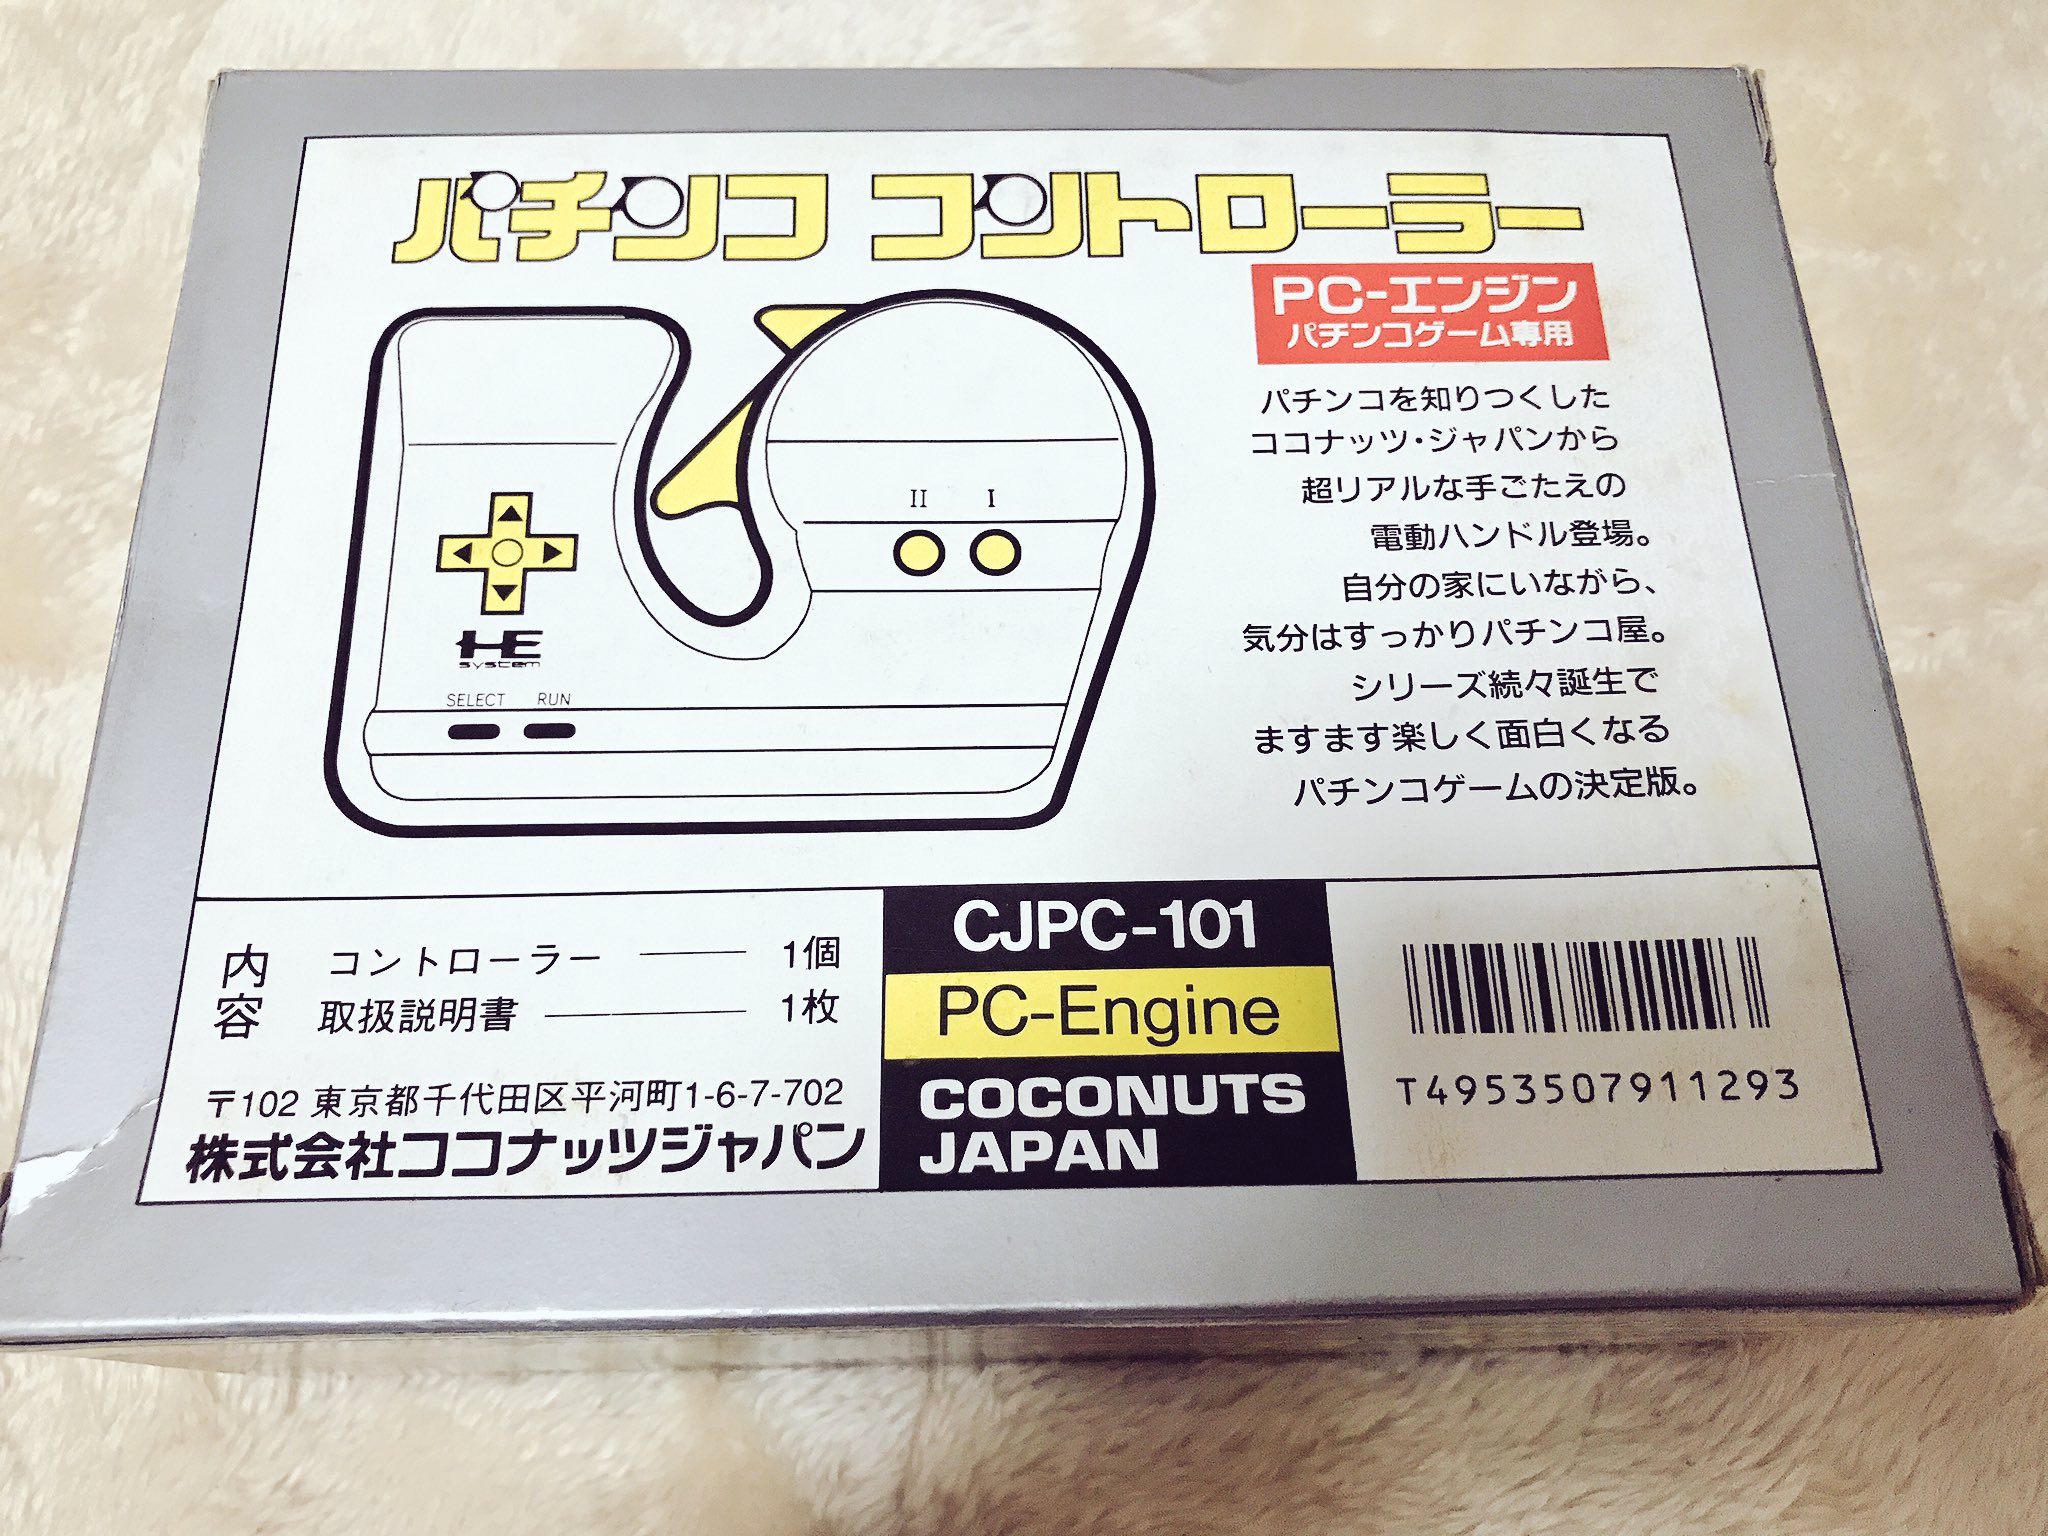 パチンココントローラー
PC-エンジン
パチンコゲーム専用
パチンコを知りつくした
ココナッツ・ジャパンから
超リアルな手ごたえの
電動ハンドル登場。
自分の家にいながら、
気分はすっかりパチンコ屋。
シリーズ続々誕生で
ますます楽しく面白くなる
パチンコゲームの決定版。
II I
HE
system
SELECT RUN
内容
コントローラー 1個
取扱説明書 1枚
〒102 東京都千代田区平河町1-6-7-702
株式会社ココナッツジャパン
CJPC-101
PC-Engine
COCONUTS
JAPAN
T4953507911293